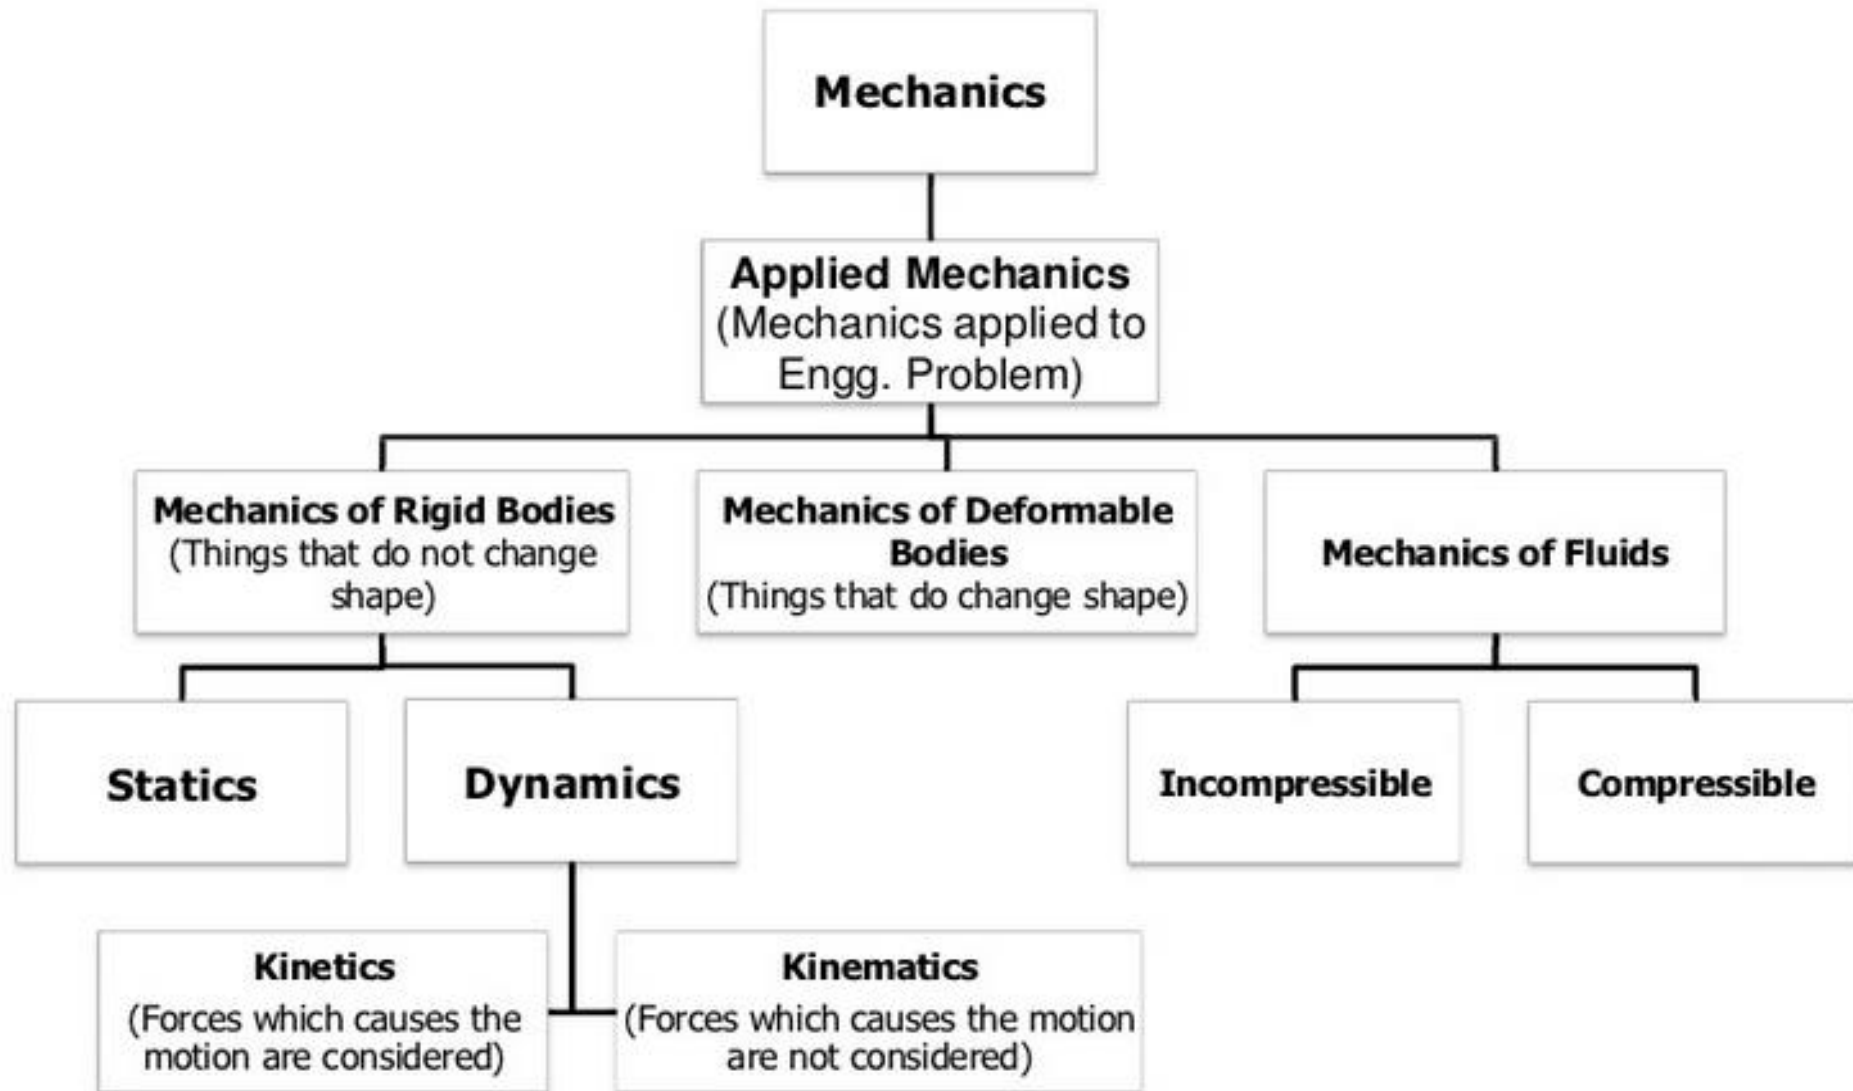 Mechanics
Applied Mechanics
(Mechanics applied to
Engg. Problem)
Mechanics of Rigid Bodies
(Things that do not change
shape)
Mechanics of Deformable
Bodies
(Things that do change shape)
Mechanics of Fluids
Statics
Dynamics
Incompressible
Compressible
Kinetics
(Forces which causes the
motion are considered)
Kinematics
(Forces which causes the motion
are not considered)